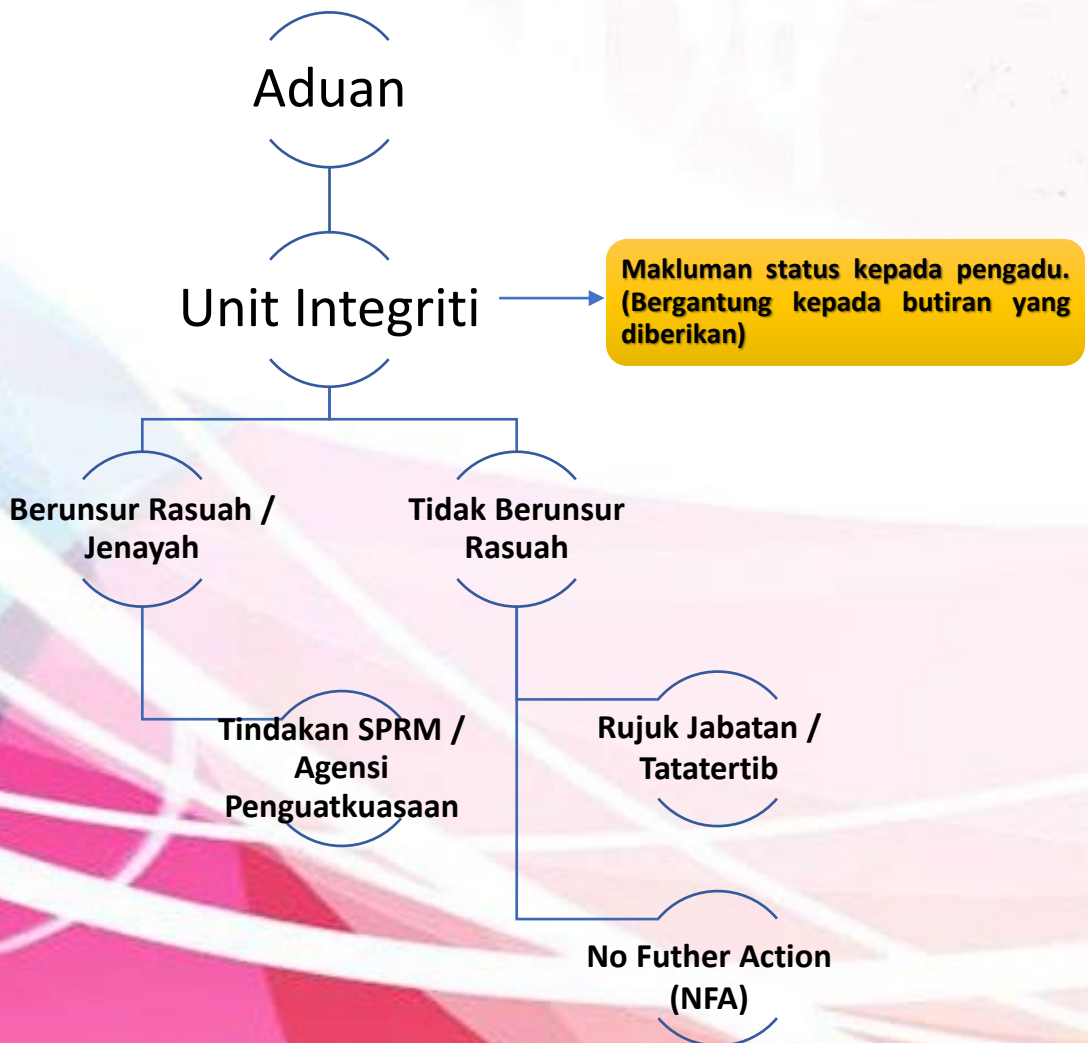 Aduan
Unit Integriti
Makluman status kepada pengadu.
(Bergantung kepada butiran yang
diberikan)
Berunsur Rasuah /
Jenayah
Tidak Berunsur
Rasuah
Tindakan SPRM /
Agensi
Penguatkuasaan
Rujuk Jabatan /
Tatatertib
No Futher Action
(NFA)